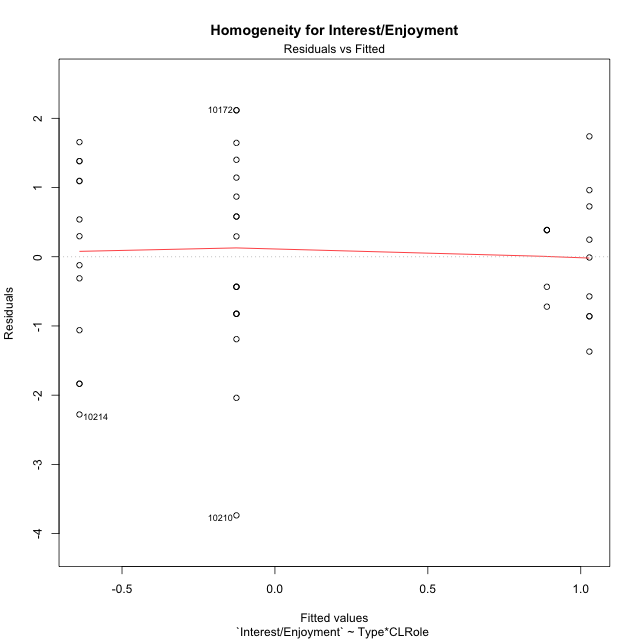 Homogeneity for Interest/Enjoyment
Residuals vs Fitted
10172
10214
10210
2
1
0
-1
-2
-3
-4
Residuals
-0.5
0.0
0.5
1.0
Fitted values
`Interest/Enjoyment` ~ Type*CLRole